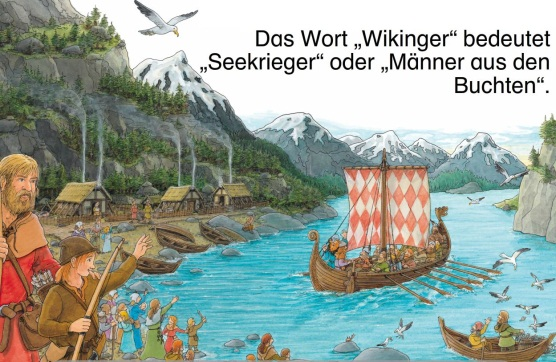 Das Wort „Wikinger“ bedeutet
„Seekrieger“ oder „Männer aus den
Buchten“.